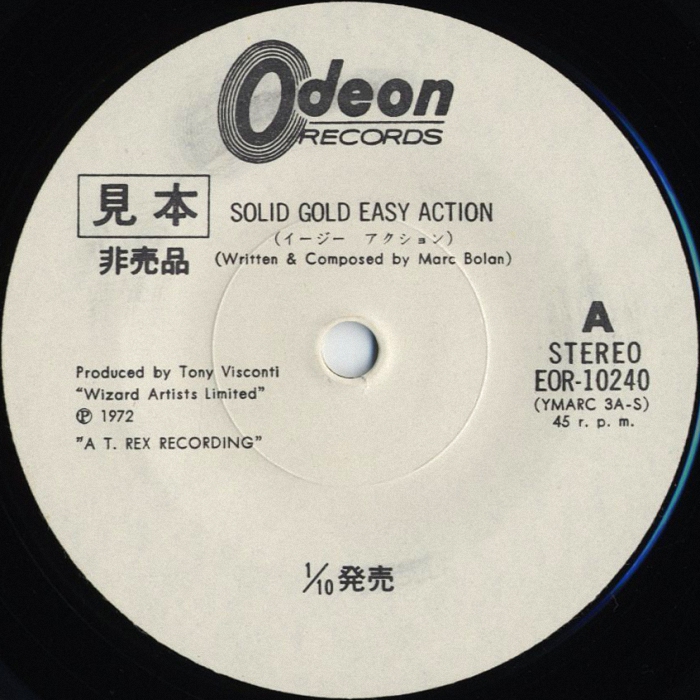 Odeon
RECORDS
見本
非売品
SOLID GOLD EASY ACTION
(イージー アクション)
(Written & Composed by Marc Bolan)
A
STEREO
EOR-10240
(YMARC 3A-S)
45 r. p. m.
Produced by Tony Visconti
"Wizard Artists Limited"
℗ 1972
"A T. REX RECORDING"
1/10発売